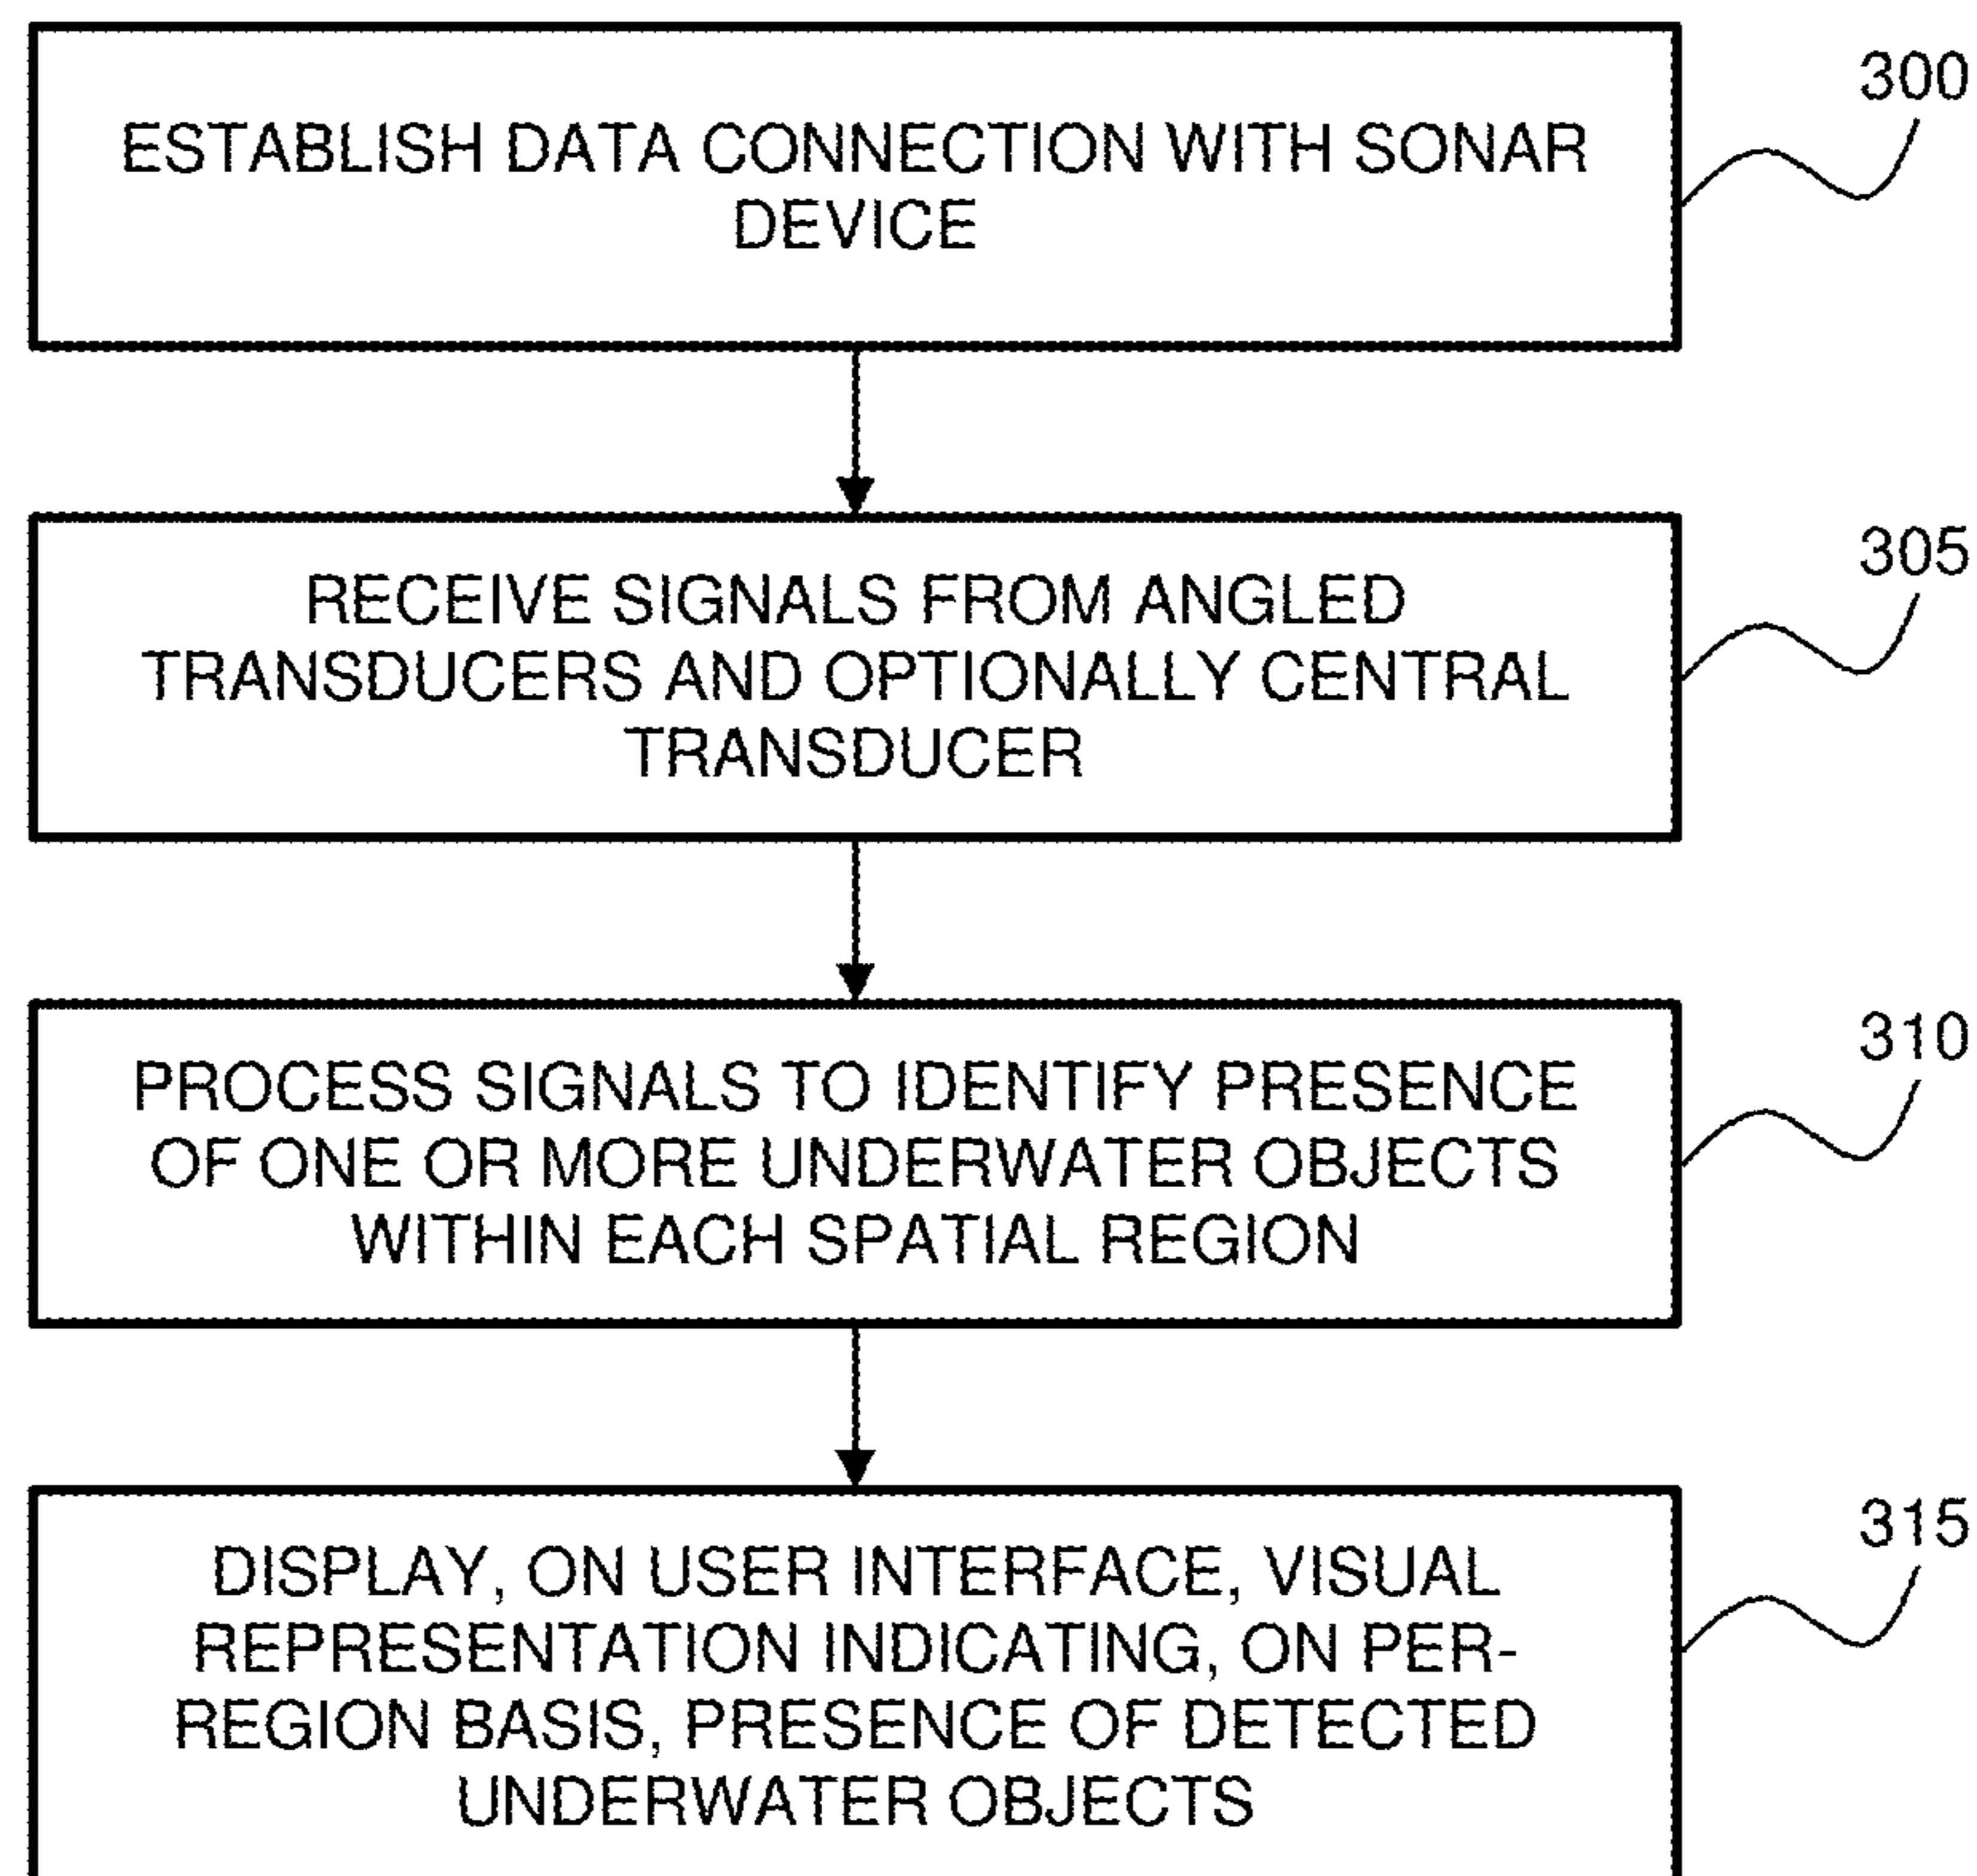 ESTABLISH DATA CONNECTION WITH SONAR
DEVICE
300
RECEIVE SIGNALS FROM ANGLED
TRANSDUCERS AND OPTIONALLY CENTRAL
TRANSDUCER
305
PROCESS SIGNALS TO IDENTIFY PRESENCE
OF ONE OR MORE UNDERWATER OBJECTS
WITHIN EACH SPATIAL REGION
310
DISPLAY, ON USER INTERFACE, VISUAL
REPRESENTATION INDICATING, ON PER-
REGION BASIS, PRESENCE OF DETECTED
UNDERWATER OBJECTS
315